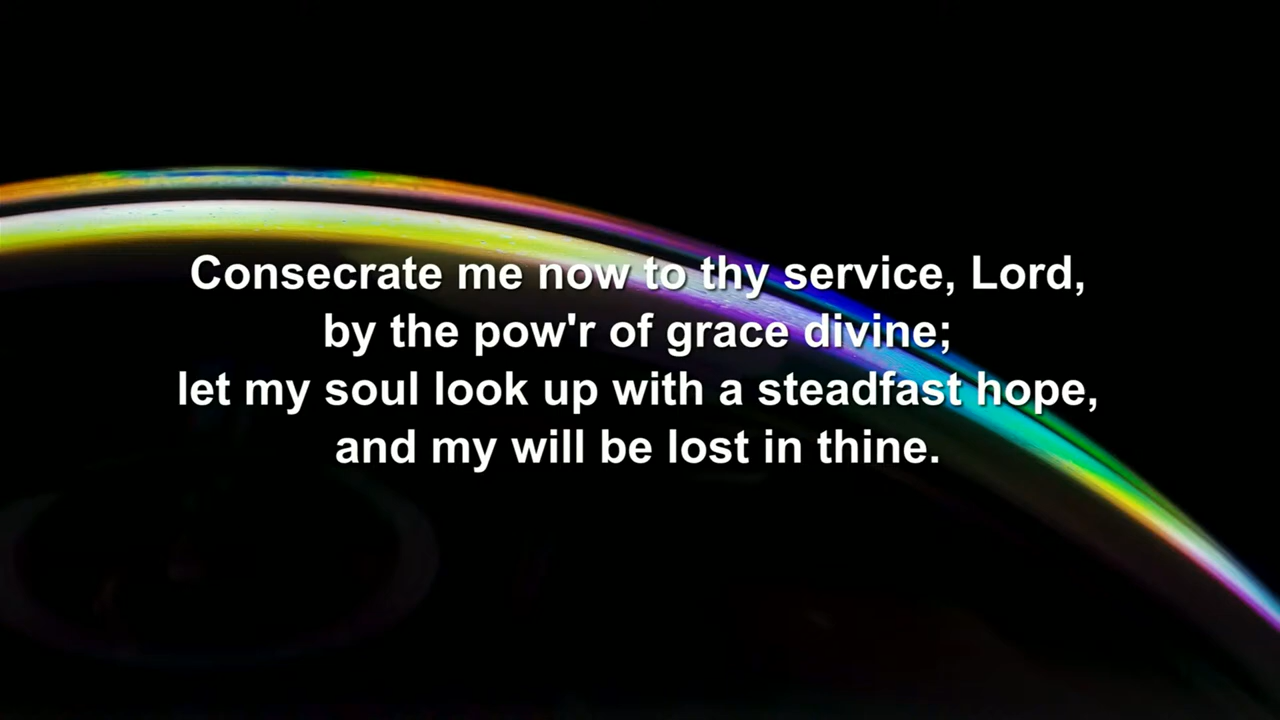 Consecrate me now to thy service, Lord,
by the pow'r of grace divine;
let my soul look up with a steadfast hope,
and my will be lost in thine.